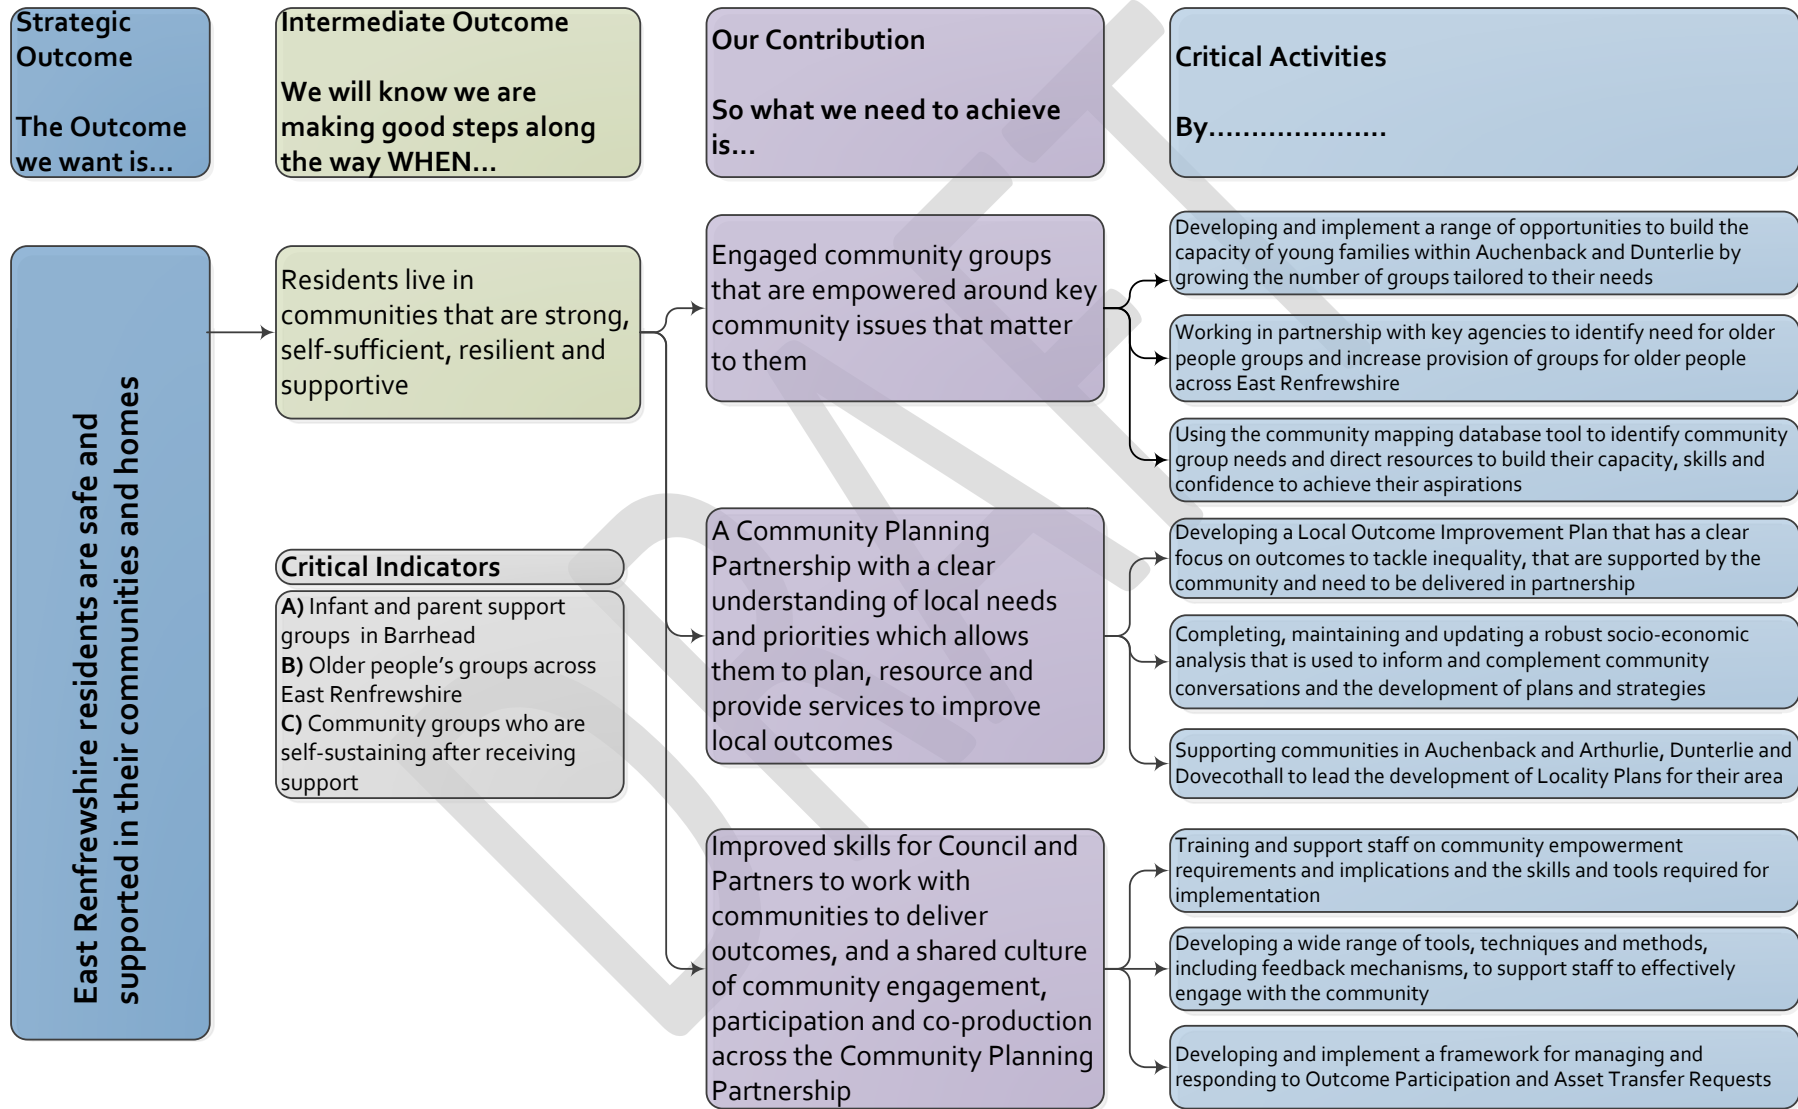 Strategic
Outcome
The Outcome
we want is...
Intermediate Outcome
We will know we are
making good steps along
the way WHEN...
Our Contribution
So what we need to achieve
is...
Critical Activities
By.....................
East Renfrewshire residents are safe and
supported in their communities and homes
Residents live in
communities that are strong,
self-sufficient, resilient and
supportive
Critical Indicators
A) Infant and parent support
groups  in Barrhead
B) Older people's groups across
East Renfrewshire
C) Community groups who are
self-sustaining after receiving
support
Engaged community groups
that are empowered around key
community issues that matter
to them
A Community Planning
Partnership with a clear
understanding of local needs
and priorities which allows
them to plan, resource and
provide services to improve
local outcomes
Improved skills for Council and
Partners to work with
communities to deliver
outcomes, and a shared culture
of community engagement,
participation and co-production
across the Community Planning
Partnership
Developing and implement a range of opportunities to build the
capacity of young families within Auchenback and Dunterlie by
growing the number of groups tailored to their needs
Working in partnership with key agencies to identify need for older
people groups and increase provision of groups for older people
across East Renfrewshire
Using the community mapping database tool to identify community
group needs and direct resources to build their capacity, skills and
confidence to achieve their aspirations
Developing a Local Outcome Improvement Plan that has a clear
focus on outcomes to tackle inequality, that are supported by the
community and need to be delivered in partnership
Completing, maintaining and updating a robust socio-economic
analysis that is used to inform and complement community
conversations and the development of plans and strategies
Supporting communities in Auchenback and Arthurlie, Dunterlie and
Dovecothall to lead the development of Locality Plans for their area
Training and support staff on community empowerment
requirements and implications and the skills and tools required for
implementation
Developing a wide range of tools, techniques and methods,
including feedback mechanisms, to support staff to effectively
engage with the community
Developing and implement a framework for managing and
responding to Outcome Participation and Asset Transfer Requests
DRAFT